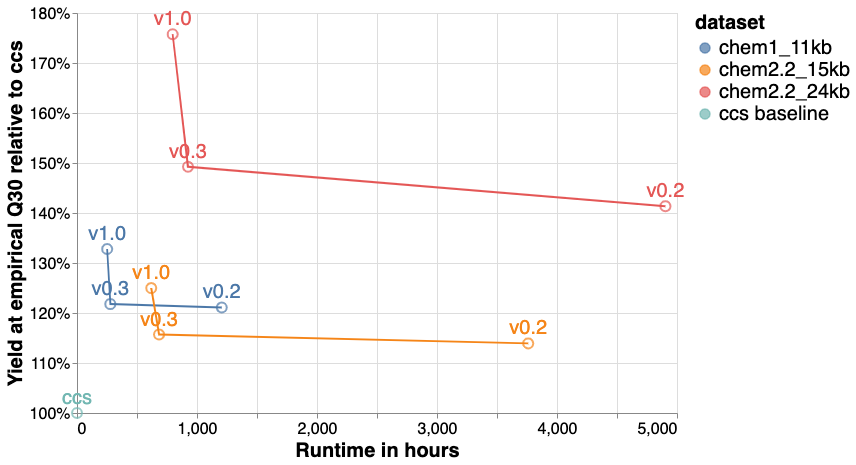 180%
170%
160%
150%
140%
130%
120%
110%
100%
Yield at empirical Q30 relative to ccs
v1.0
v0.3
v0.2
v1.0
v0.3
v0.2
v1.0
v0.3
v0.2
ccs
0
1,000
2,000
3,000
4,000
5,000
Runtime in hours
dataset
chem1_11kb
chem2.2_15kb
chem2.2_24kb
ccs baseline